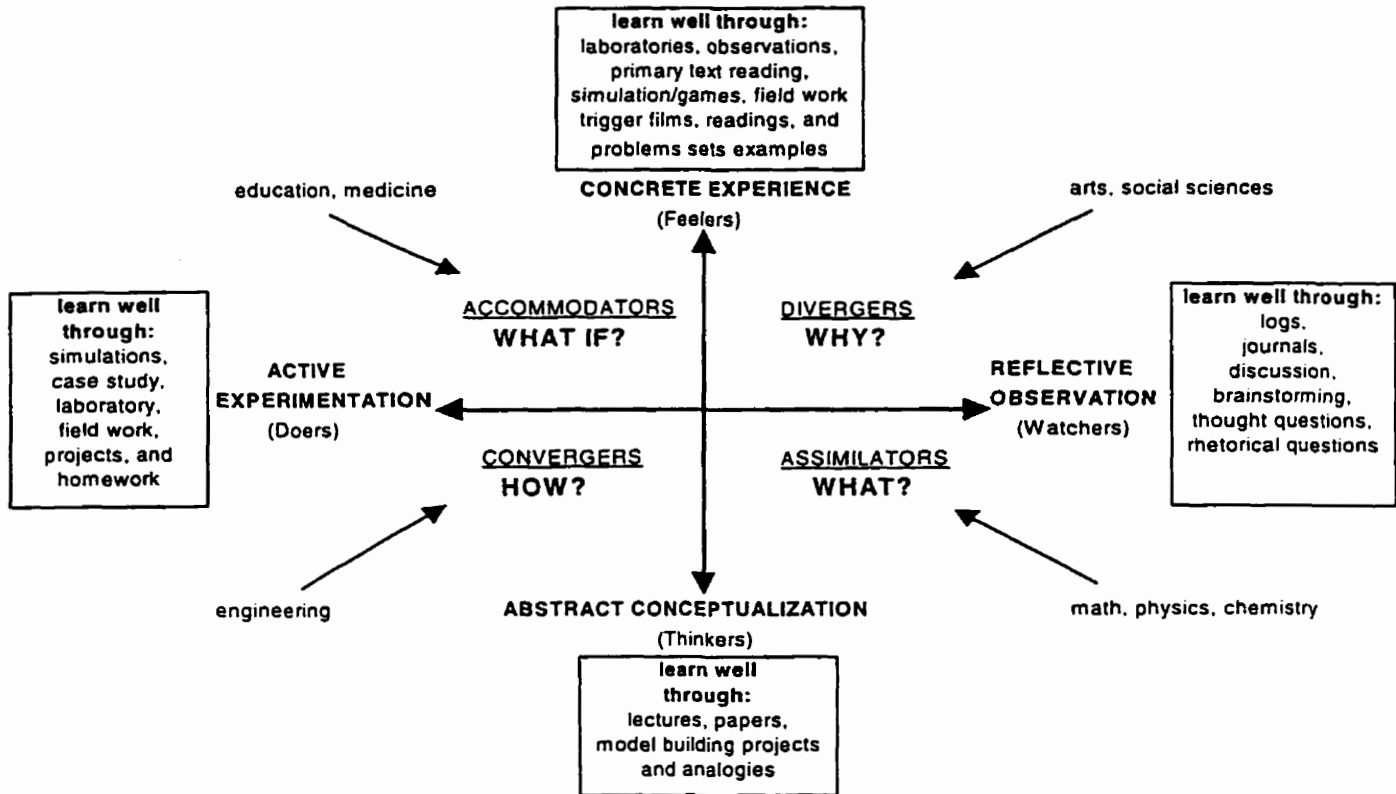 learn well through:
laboratories, observations,
primary text reading,
simulation/games, field work
trigger films, readings, and
problems sets examples
CONCRETE EXPERIENCE
(Feelers)
education, medicine
arts, social sciences
ACCOMMODATORS
WHAT IF?
DIVERGERS
WHY?
learn well
through:
simulations,
case study,
laboratory,
field work,
projects, and
homework
ACTIVE
EXPERIMENTATION
(Doers)
REFLECTIVE
OBSERVATION
(Watchers)
learn well through:
logs,
journals,
discussion,
brainstorming,
thought questions,
rhetorical questions
CONVERGERS
HOW?
ASSIMILATORS
WHAT?
engineering
math, physics, chemistry
ABSTRACT CONCEPTUALIZATION
(Thinkers)
learn well
through:
lectures, papers,
model building projects
and analogies